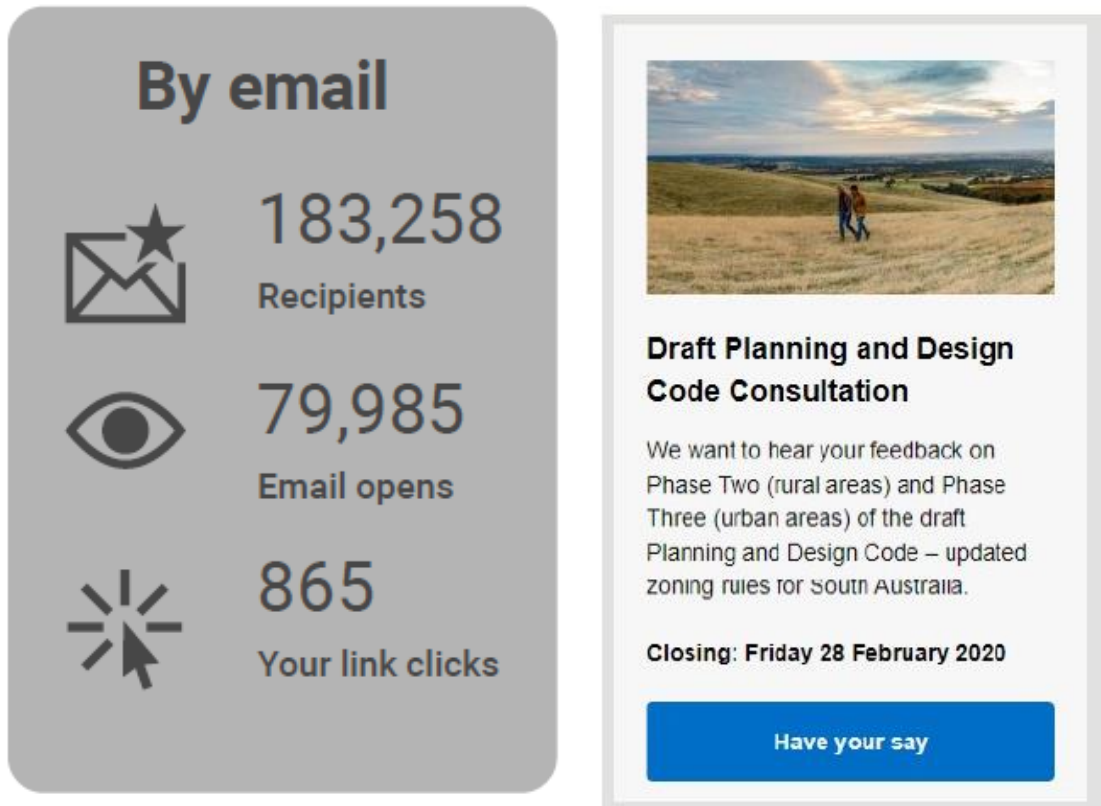 By email
183,258
Recipients
79,985
Email opens
865
Your link clicks
Draft Planning and Design
Code Consultation
We want to hear your feedback on
Phase Two (rural areas) and Phase
Three (urban areas) of the draft
Planning and Design Code – updated
zoning rules for South Australia.
Closing: Friday 28 February 2020
Have your say